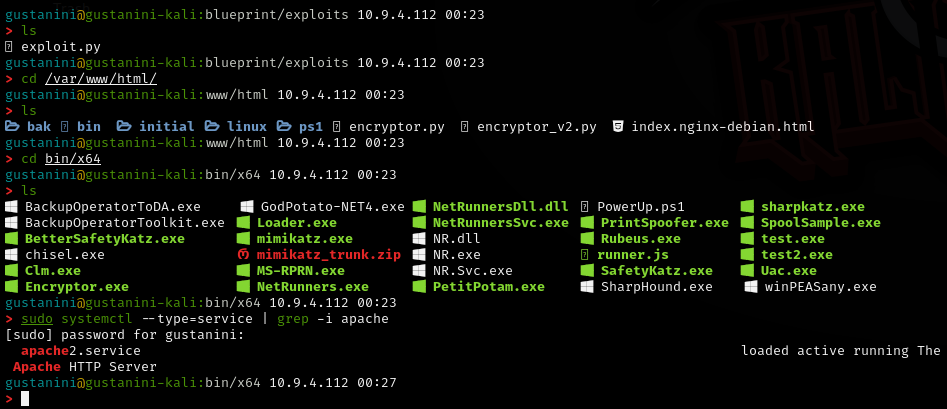 gustanini@gustanini-kali:blueprint/exploits 10.9.4.112 00:23
> ls
exploit.py
gustanini@gustanini-kali:blueprint/exploits 10.9.4.112 00:23
> cd /var/www/html/
gustanini@gustanini-kali:www/html 10.9.4.112 00:23
> ls
bak bin initial linux ps1 encryptor.py encryptor_v2.py index.nginx-debian.html
gustanini@gustanini-kali:www/html 10.9.4.112 00:23
> cd bin/x64
gustanini@gustanini-kali:bin/x64 10.9.4.112 00:23
> ls
BackupOperatorToDA.exe GodPotato-NET4.exe NetRunnersDll.dll PowerUp.ps1 sharpkatz.exe
BackupOperatorToolkit.exe Loader.exe NetRunnersSvc.exe PrintSpoofer.exe SpoolSample.exe
BetterSafetyKatz.exe mimikatz.exe NR.dll Rubeus.exe test.exe
chisel.exe mimikatz_trunk.zip NR.exe runner.js test2.exe
Clm.exe MS-RPRN.exe NR.Svc.exe SafetyKatz.exe Uac.exe
Encryptor.exe NetRunners.exe PetitPotam.exe SharpHound.exe winPEASany.exe
gustanini@gustanini-kali:bin/x64 10.9.4.112 00:23
> sudo systemctl --type=service | grep -i apache
[sudo] password for gustanini:
apache2.service loaded active running The
Apache HTTP Server
gustanini@gustanini-kali:bin/x64 10.9.4.112 00:27
>